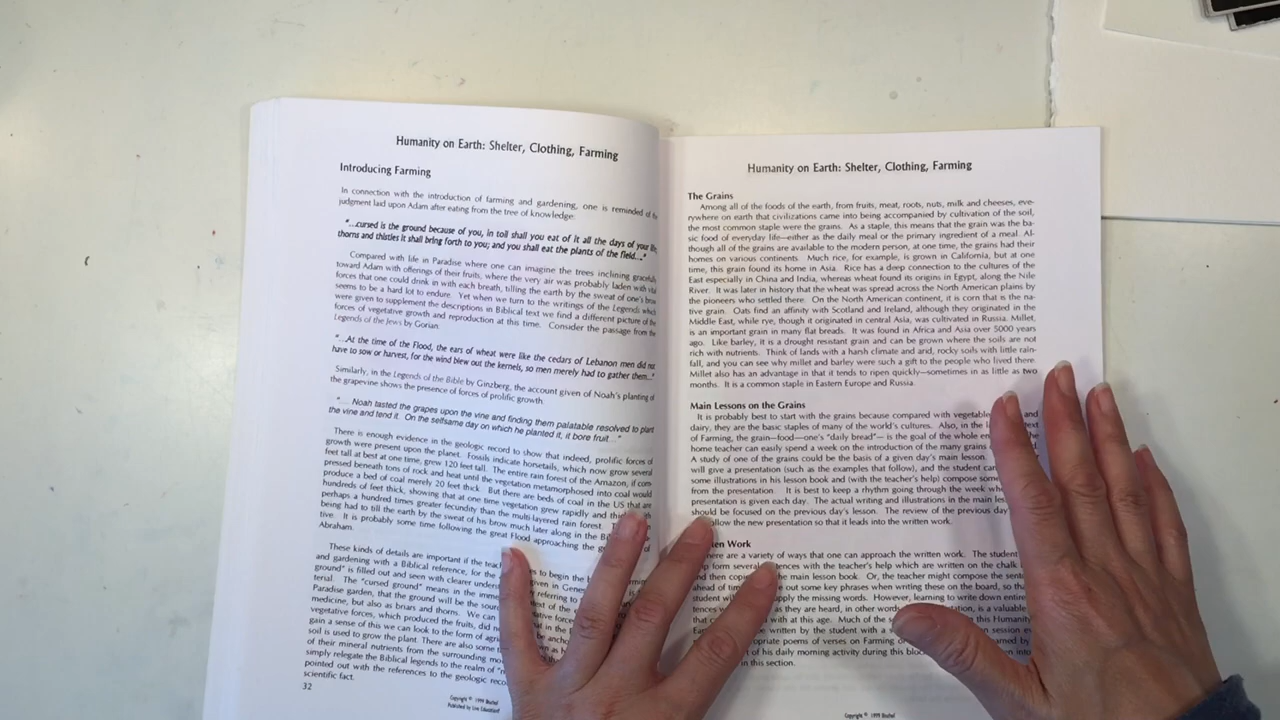 Humanity on Earth: Shelter, Clothing, Farming
Introducing Farming
In connection with the introduction of farming and gardening, one is reminded of
judgment laid upon Adam after eating from the tree of knowledge:
"...cursed is the ground because of you, in toil shall you eat of it all the days of your
thorns and thistles it shall bring forth to you; and you shall eat the plants of the field..."
Compared with life in Paradise where one can imagine the trees inclining gracefully
toward Adam with offerings of their fruits, where the very air was probably laden with
forces that one could drink in with each breath, tilling the earth by the sweat of one's brow
seems to be a hard lot to endure. Yet when we turn to the writings of the Legends which
were given to supplement the descriptions in Biblical text we find a different picture of the
forces of vegetative growth and reproduction at this time. Consider the passage from the
Legends of the Jews by Gorian:
"...At the time of the Flood, the ears of wheat were like the cedars of Lebanon men did not
have to sow or harvest, for the wind blew out the kernels, so men merely had to gather them..."
Similarly, in the Legends of the Bible by Ginzberg, the account given of Noah's planting of
the grapevine shows the presence of forces of prolific growth.
"... Noah tasted the grapes upon the vine and finding them palatable resolved to plant
the vine and tend it. On the selfsame day on which he planted it, it bore fruit..."
There is enough evidence in the geologic record to show that indeed, prolific forces of
growth were present upon the planet. Fossils indicate horsetails, which now grow several
feet tall at best at one time, grew 120 feet tall. The entire rain forest of the Amazon, if com-
pressed beneath tons of rock and heat until the vegetation metamorphosed into coal would
produce a bed of coal merely 20 feet thick. But there are beds of coal in the US that are
hundreds of feet thick, showing that at one time vegetation grew rapidly and
perhaps a hundred times greater fecundity than the multi-layered rain forest.
being had to till the earth by the sweat of his brow much later along in the
tive. It is probably some time following the great Flood approaching the
Abraham.
These kinds of details are important if the to begin the
and gardening with a Biblical reference, for the given in
ground" is filled out and seen with clearer referring to
terial. The "cursed ground" means in the of the
Paradise garden, that the ground will be the force
medicine, but also as briars and thorns. We can in the
vegetative forces, which produced the fruits, did be
gain a sense of this we can look to the form of as
soil is used to grow the plant. There are also some
of their mineral nutrients from the surrounding
simply relegate the Biblical legends to the realm of
pointed out with the references to the geologic
scientific fact.
32
Copyright © 1999 Bischof
Published by Live Education!
Humanity on Earth: Shelter, Clothing, Farming
The Grains
Among all of the foods of the earth, from fruits, meat, roots, nuts, milk and cheeses, eve-
rywhere on earth that civilizations came into being accompanied by cultivation of the soil,
the most common staple were the grains. As a staple, this means that the grain was the ba-
sic food of everyday life—either as the daily meal or the primary ingredient of a meal. Al-
though all of the grains are available to the modern person, at one time, the grains had their
homes on various continents. Much rice, for example, is grown in California, but at one
time, this grain found its home in Asia. Rice has a deep connection to the cultures of the
East especially in China and India, whereas wheat found its origins in Egypt, along the Nile
River. It was later in history that the wheat was spread across the North American plains by
the pioneers who settled there. On the North American continent, it is corn that is the na-
tive grain. Oats find an affinity with Scotland and Ireland, although they originated in the
Middle East, while rye, though it originated in central Asia, was cultivated in Russia. Millet,
is an important grain in many flat breads. It was found in Africa and Asia over 5000 years
ago. Like barley, it is a drought resistant grain and can be grown where the soils are not
rich with nutrients. Think of lands with a harsh climate and arid, rocky soils with little rain-
fall, and you can see why millet and barley were such a gift to the people who lived there.
Millet also has an advantage in that it tends to ripen quickly—sometimes in as little as two
months. It is a common staple in Eastern Europe and Russia.
Main Lessons on the Grains
It is probably best to start with the grains because compared with vegetable and
dairy, they are the basic staples of many of the world's cultures. Also, in the
of Farming, the grain—food—one's "daily bread"— is the goal of the whole
home teacher can easily spend a week on the introduction of the many grains
A study of one of the grains could be the basis of a given day's main lesson.
will give a presentation (such as the examples that follow), and the student
some illustrations in his lesson book and (with the teacher's help) compose
from the presentation. It is best to keep a rhythm going through the week
presentation is given each day. The actual writing and illustrations in the main
should be focused on the previous day's lesson. The review of the previous day
follow the new presentation so that it leads into the written work.
Work
There are a variety of ways that one can approach the written work. The student
form several with the teacher's help which are written on the chalk
and then the main lesson book. Or, the teacher might compose the
ahead of out some key phrases when writing these on the board, so
student supply the missing words. However, learning to write down entire
as they are heard, in other words is a valuable
that with at this age. Much of the in this Humanity
written by the student with a
poems of verses on Farming
of his daily morning activity during this into
in this section.
Copyright © 1999 Bischof